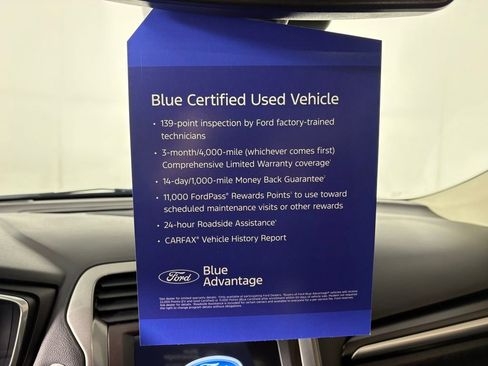 Blue Certified Used Vehicle
• 139-point inspection by Ford factory-trained
technicians
• 3-month/4,000-mile (whichever comes first)
Comprehensive Limited Warranty coverage¹
• 14-day/1,000-mile Money Back Guarantee
• 11,000 FordPass® Rewards Points to use toward
scheduled maintenance visits or other rewards
• 24-hour Roadside Assistance
• CARFAX® Vehicle History Report
Ford
Blue
Advantage
Ford